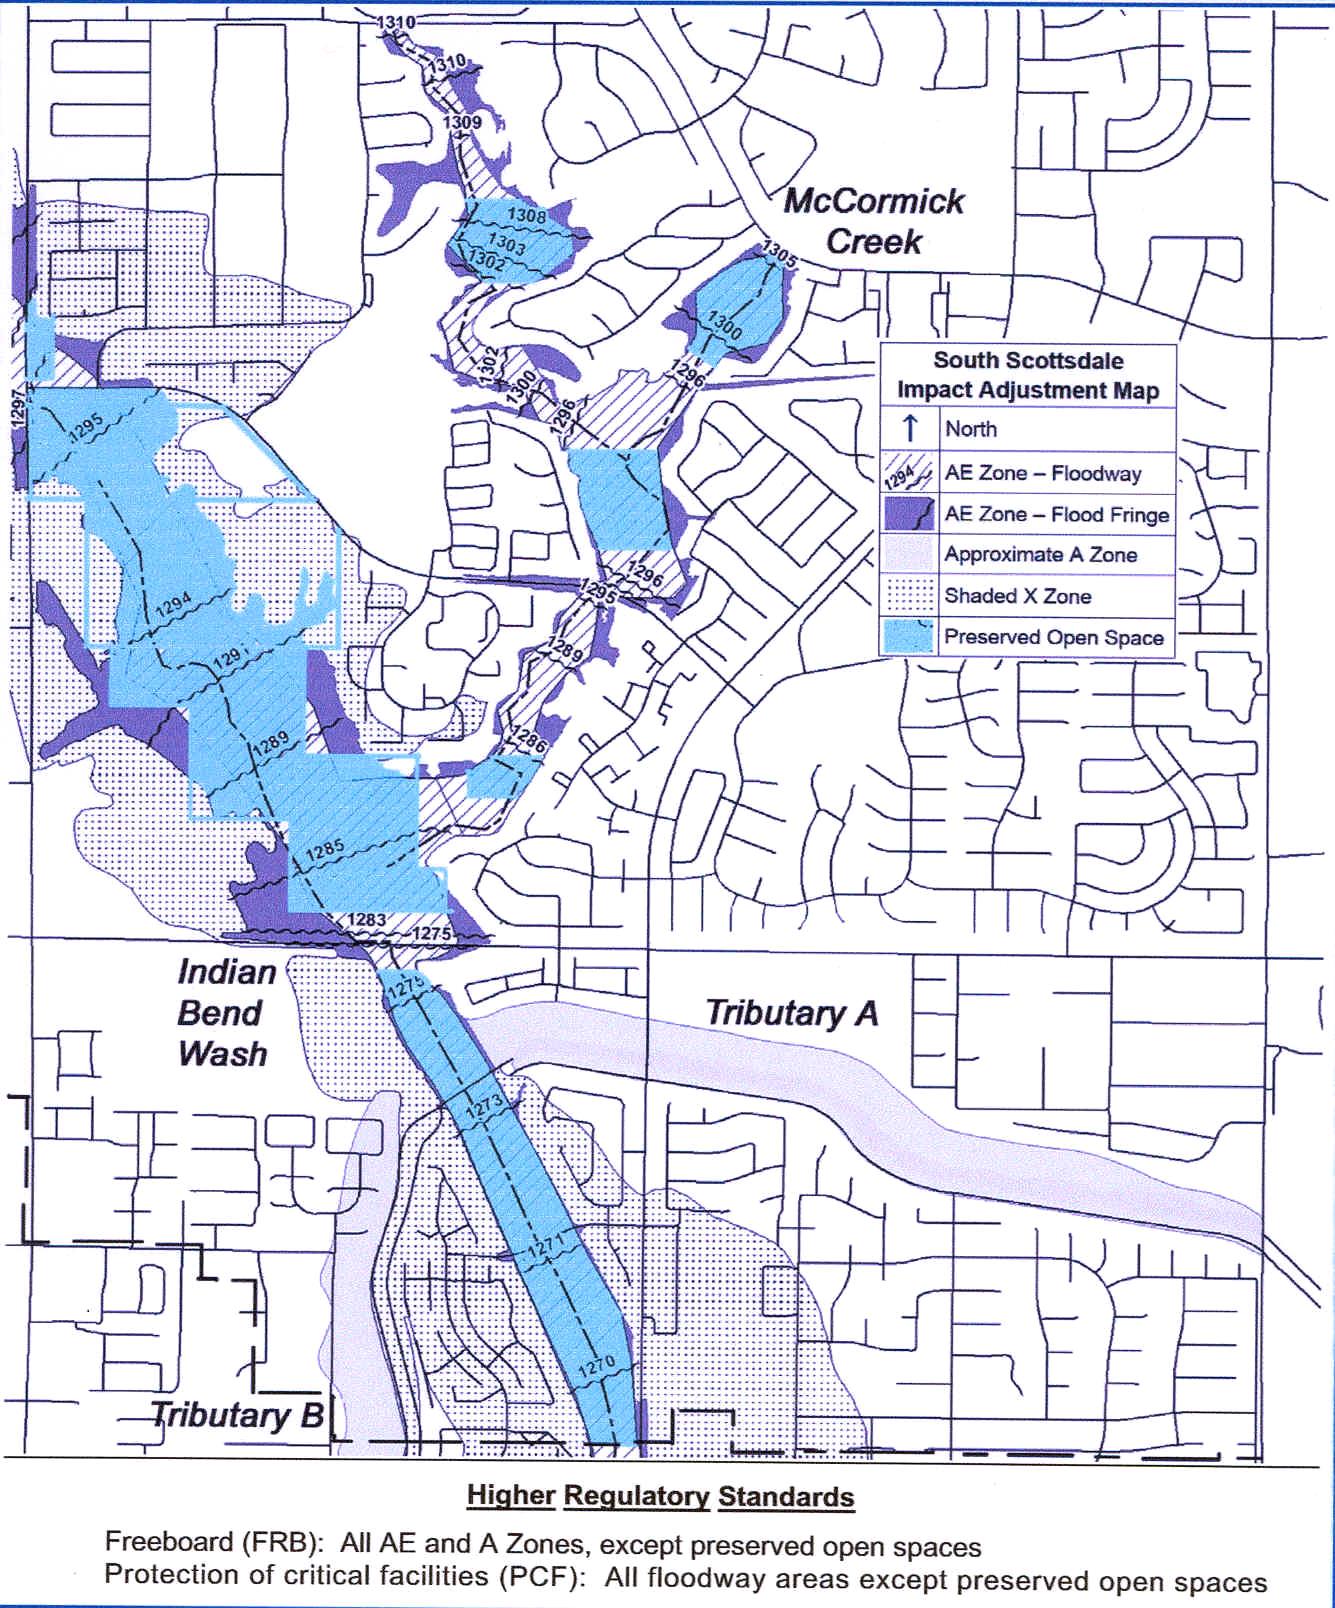 1310
1310
1309
McCormick
Creek
1308
1303
1302
1305
1300
1296
1302
1300
1296
1297
1295
South Scottsdale
Impact Adjustment Map
North
1294 AE Zone – Floodway
AE Zone – Flood Fringe
Approximate A Zone
Shaded X Zone
Preserved Open Space
1296
1295
1294
1289
1286
1289
1285
1283
1275
Indian
Bend
Wash
1275
Tributary A
1273
1271
1270
Tributary B
Higher Regulatory Standards
Freeboard (FRB): All AE and A Zones, except preserved open spaces
Protection of critical facilities (PCF): All floodway areas except preserved open spaces